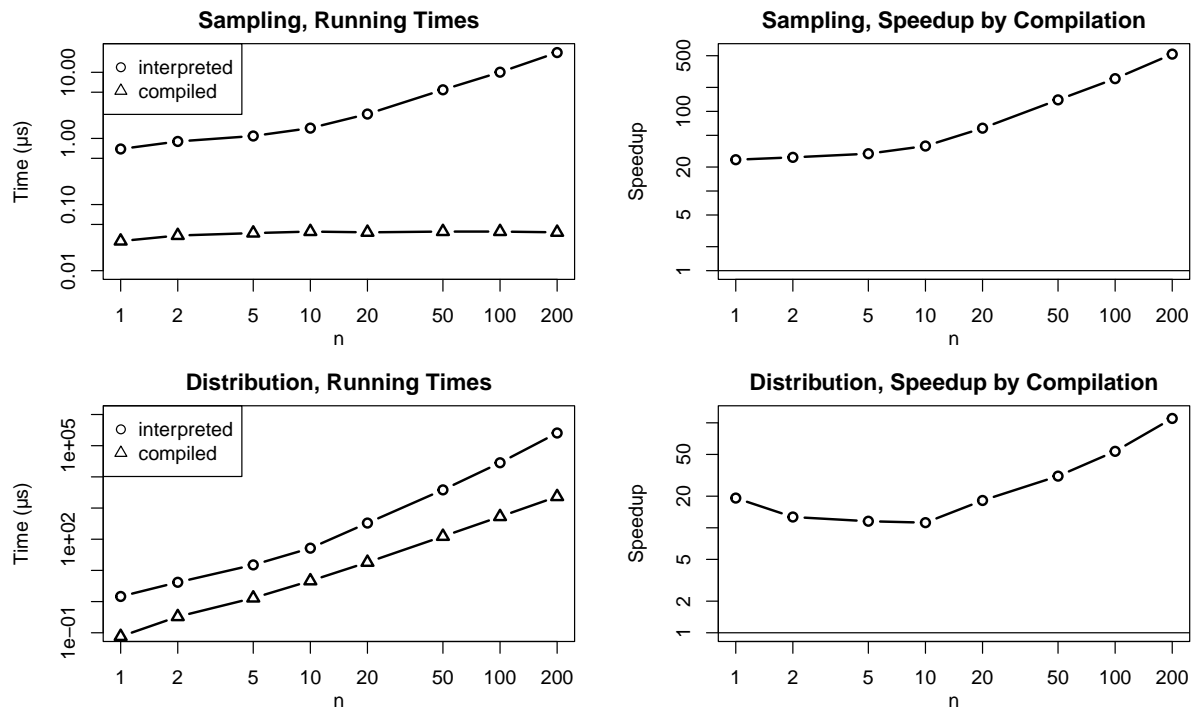 Sampling, Running Times
Time (µs)
10.00
1.00
0.10
0.01
interpreted
compiled
1 2 5 10 20 50 100 200
n
Sampling, Speedup by Compilation
Speedup
500
100
20
5
1
1 2 5 10 20 50 100 200
n
Distribution, Running Times
Time (µs)
1e+05
1e+02
1e−01
interpreted
compiled
1 2 5 10 20 50 100 200
n
Distribution, Speedup by Compilation
Speedup
50
20
5
2
1
1 2 5 10 20 50 100 200
n